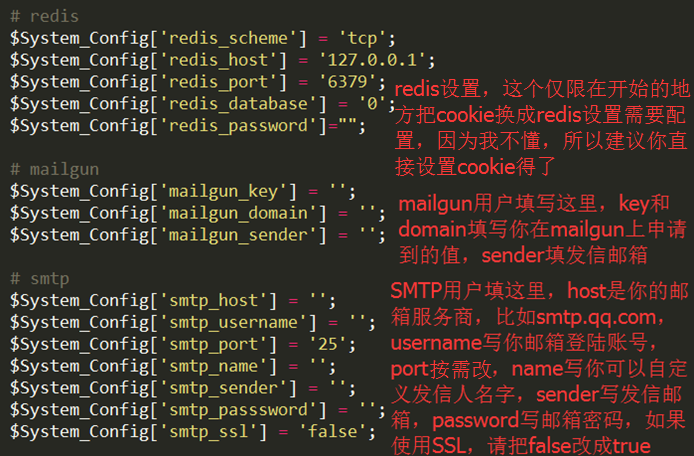 # redis
$System_Config['redis_scheme'] = 'tcp';
$System_Config['redis_host'] = '127.0.0.1';
$System_Config['redis_port'] = '6379';
$System_Config['redis_database'] = '0';
$System_Config['redis_password']="";
redis设置，这个仅限在开始的地
方把cookie换成redis设置需要配
置，因为我不懂，所以建议你直
接设置cookie得了
# mailgun
$System_Config['mailgun_key'] = '';
$System_Config['mailgun_domain'] = '';
$System_Config['mailgun_sender'] = '';
mailgun用户填写这里，key和
domain填写你在mailgun上申请
到的值，sender填发信邮箱
# smtp
$System_Config['smtp_host'] = '';
$System_Config['smtp_username'] = '';
$System_Config['smtp_port'] = '25';
$System_Config['smtp_name'] = '';
$System_Config['smtp_sender'] = '';
$System_Config['smtp_passsword'] = '';
$System_Config['smtp_ssl'] = 'false';
SMTP用户填这里，host是你的邮
箱服务商，比如smtp.qq.com，
username写你邮箱登陆账号，
port按需改，name写你可以自定
义发信人名字，sender写发信邮
箱，password写邮箱密码，如果
使用SSL，请把false改成true